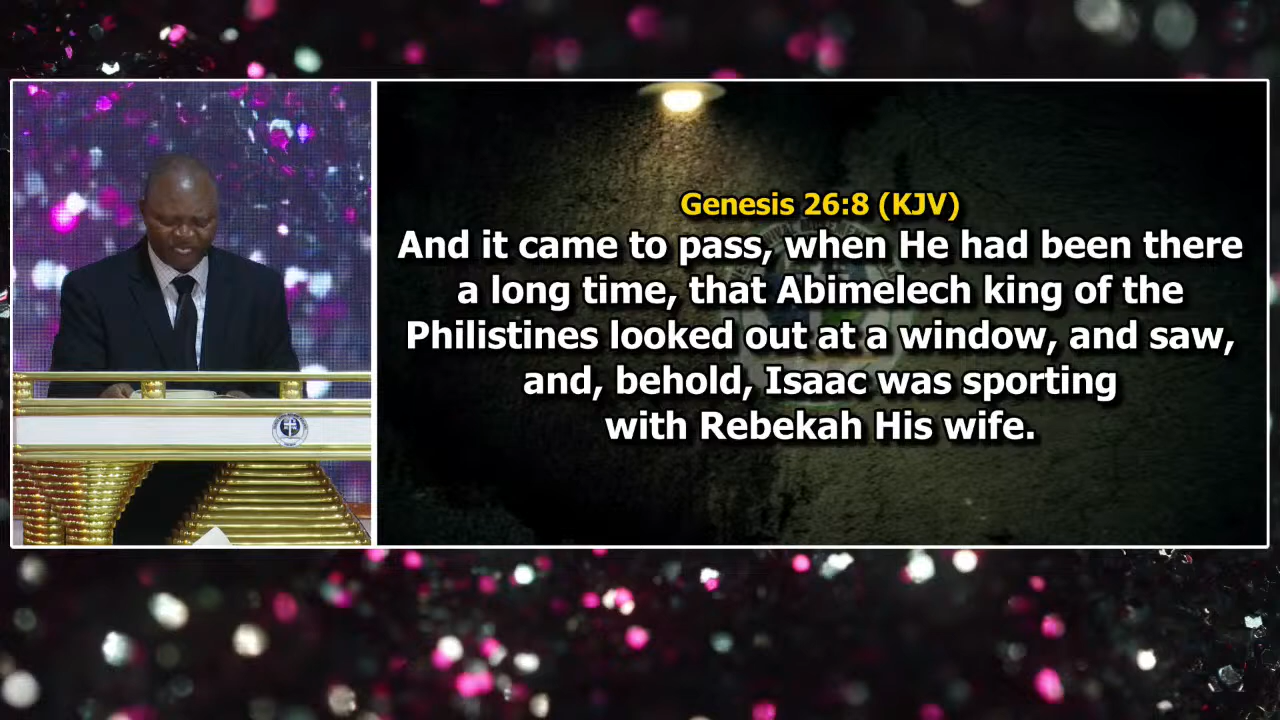 Genesis 26:8 (KJV)
And it came to pass, when He had been there
a long time, that Abimelech king of the
Philistines looked out at a window, and saw,
and, behold, Isaac was sporting
with Rebekah His wife.